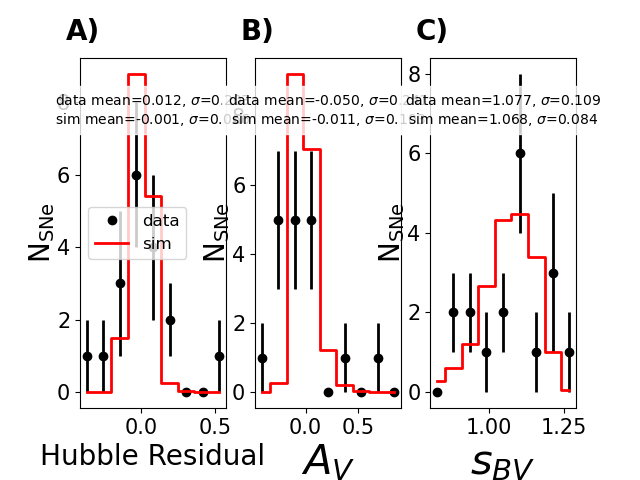 A) B) C)
data mean=0.012, σ=0. data mean=-0.050, σ=0. data mean=1.077, σ=0.109
sim mean=-0.001, σ=0. sim mean=-0.011, σ=0. sim mean=1.068, σ=0.084
data
sim
N_SNe N_SNe N_SNe
8
6
6
6
4
4
4
2
2
2
0
0
0
0.0 0.5 0.0 0.5 1.00 1.25
Hubble Residual A_V s_BV